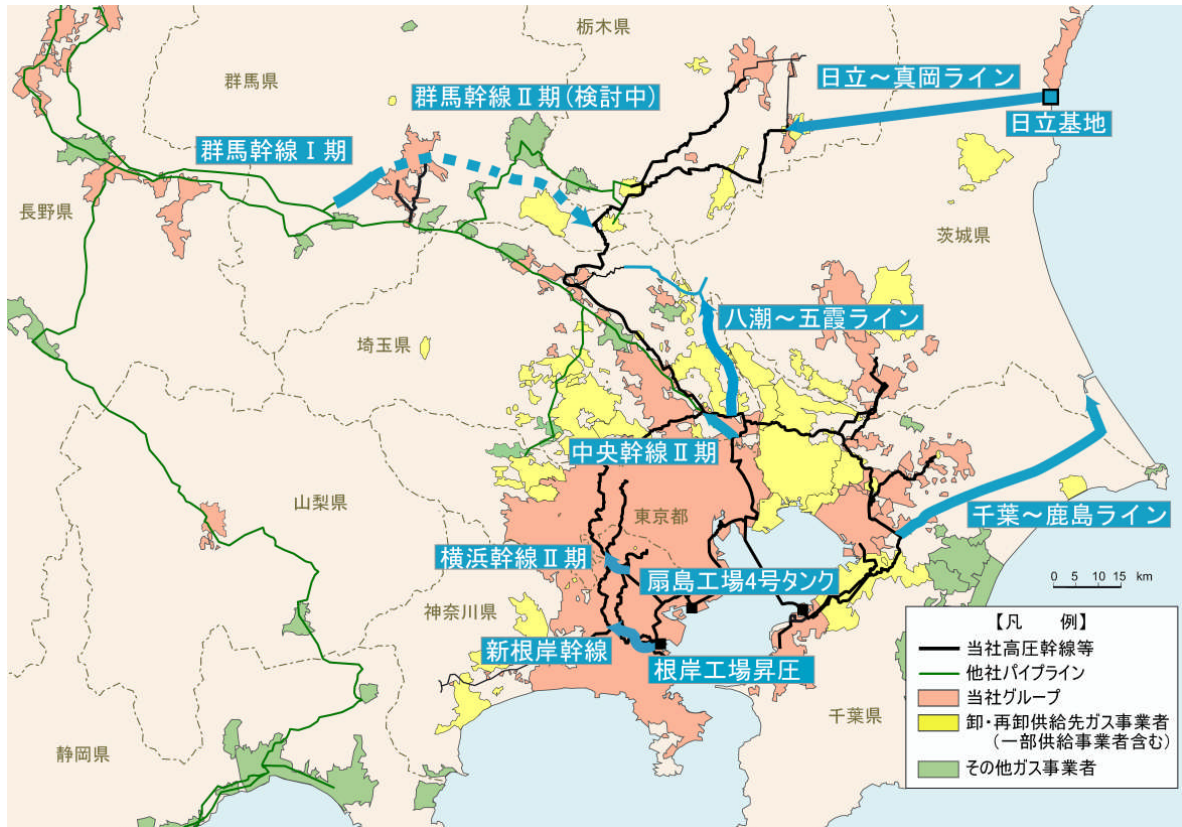 栃木県
群馬県
日立～真岡ライン
群馬幹線Ⅱ期(検討中)
日立基地
群馬幹線Ⅰ期
長野県
茨城県
八潮～五霞ライン
埼玉県
中央幹線Ⅱ期
山梨県
東京都
千葉～鹿島ライン
横浜幹線Ⅱ期
扇島工場4号タンク
0 5 10 15 km
神奈川県
新根岸幹線
根岸工場昇圧
千葉県
静岡県
【凡 例】
当社高圧幹線等
他社パイプライン
当社グループ
卸・再卸供給先ガス事業者
(一部供給事業者含む)
その他ガス事業者